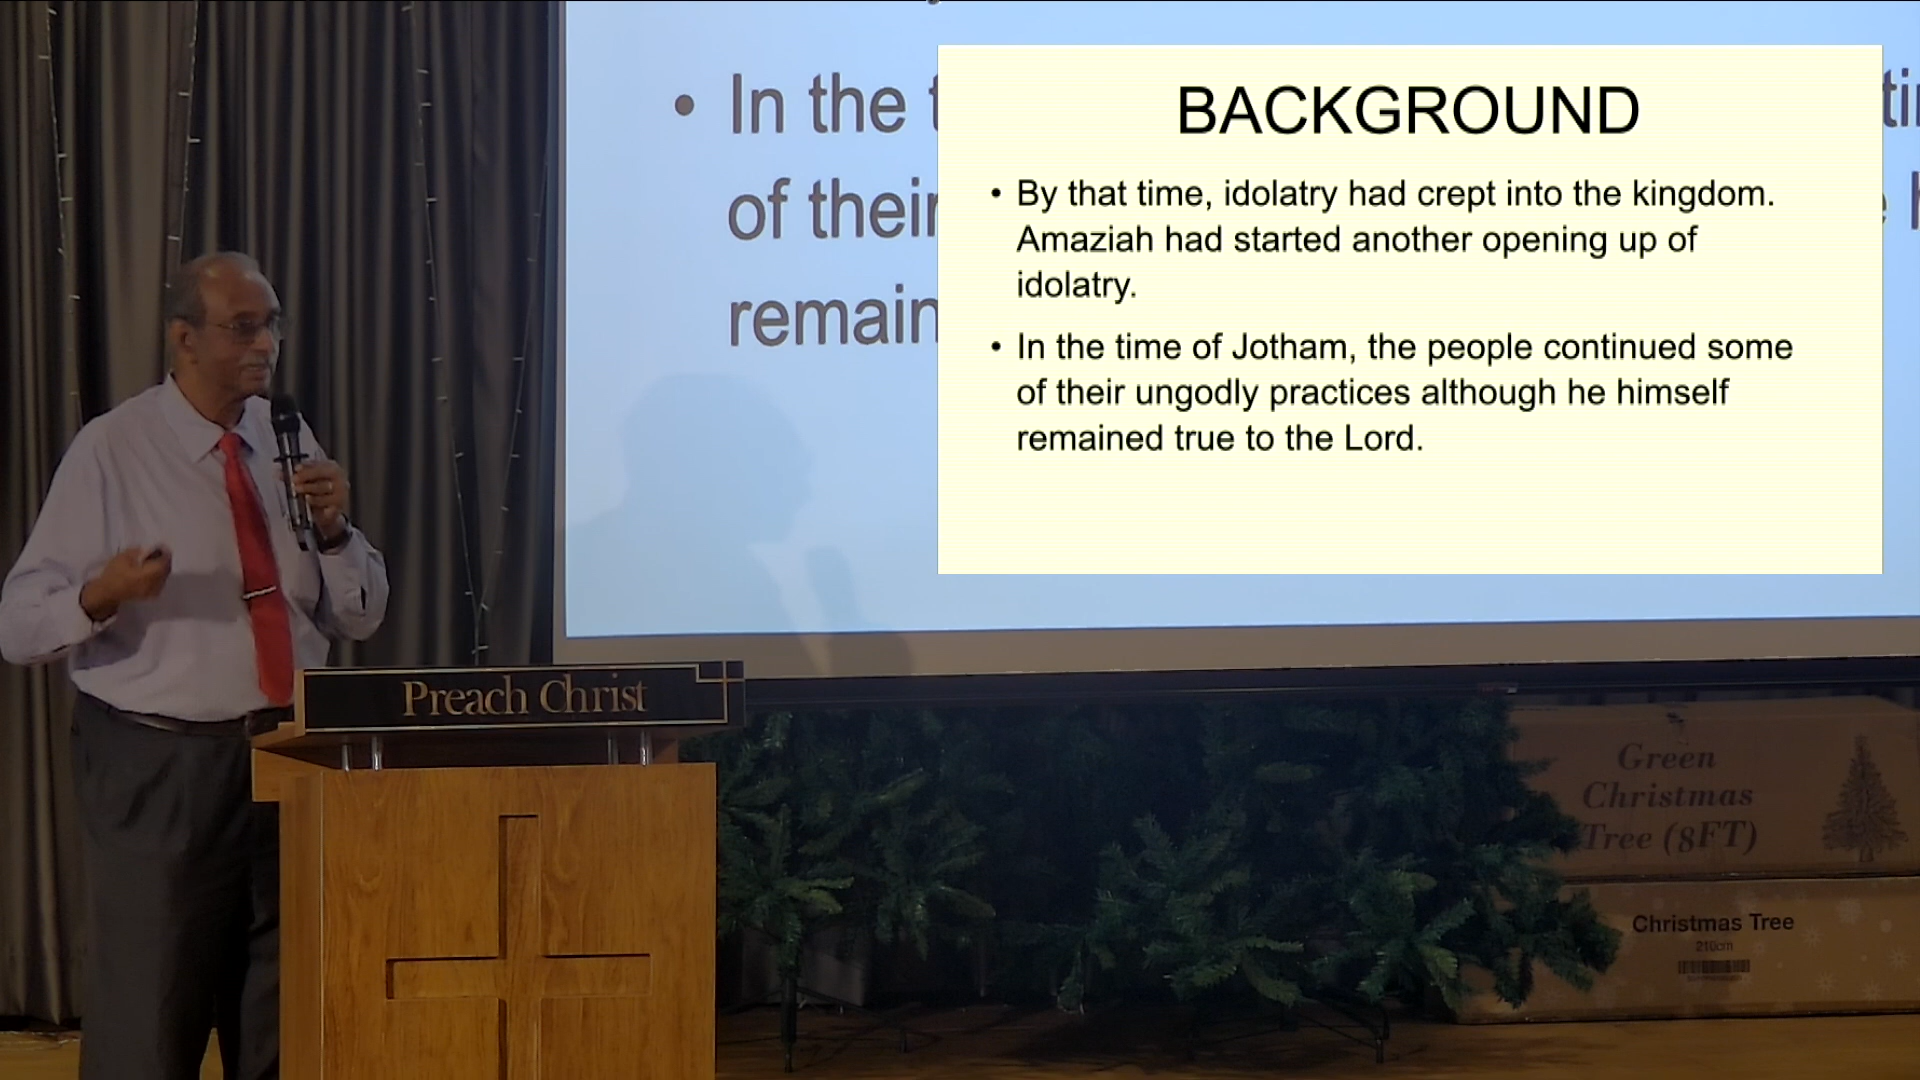 BACKGROUND
• By that time, idolatry had crept into the kingdom.
Amaziah had started another opening up of
idolatry.
• In the time of Jotham, the people continued some
of their ungodly practices although he himself
remained true to the Lord.
• In the
of their
remain
Preach Christ
Green
Christmas
Tree (8FT)
Christmas Tree
210cm